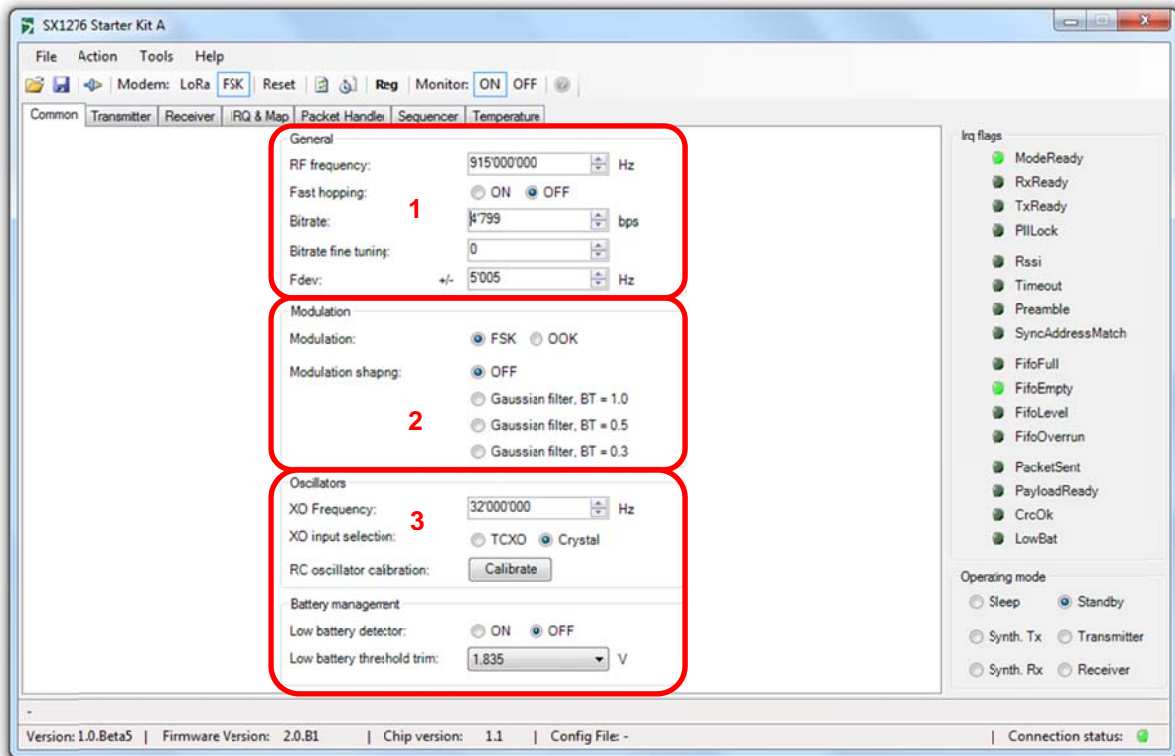 SX1276 Starter Kit A
File Action Tools Help
Modem: LoRa FSK Reset Reg Monitor: ON OFF
Common Transmitter Receiver IRQ & Map Packet Handler Sequencer Temperature
General
RF frequency: 915'000'000 Hz
Fast hopping: ON OFF
1
Bitrate: 4'799 bps
Bitrate fine tuning: 0
Fdev: +/- 5'005 Hz
Modulation
Modulation: FSK OOK
Modulation shapng: OFF
Gaussian filter, BT = 1.0
2
Gaussian filter, BT = 0.5
Gaussian filter, BT = 0.3
Oscillators
XO Frequency: 32'000'000 Hz
3
XO input selection: TCXO Crystal
RC oscillator calibration: Calibrate
Battery management
Low battery detector: ON OFF
Low battery threshold trim: 1.835 V
Irq flags
ModeReady
RxReady
TxReady
PllLock
Rssi
Timeout
Preamble
SyncAddressMatch
FifoFull
FifoEmpty
FifoLevel
FifoOverrun
PacketSent
PayloadReady
CrcOk
LowBat
Operating mode
Sleep Standby
Synth. Tx Transmitter
Synth. Rx Receiver
-
Version: 1.0.Beta5 | Firmware Version: 2.0.B1 | Chip version: 1.1 | Config File: - | Connection status: